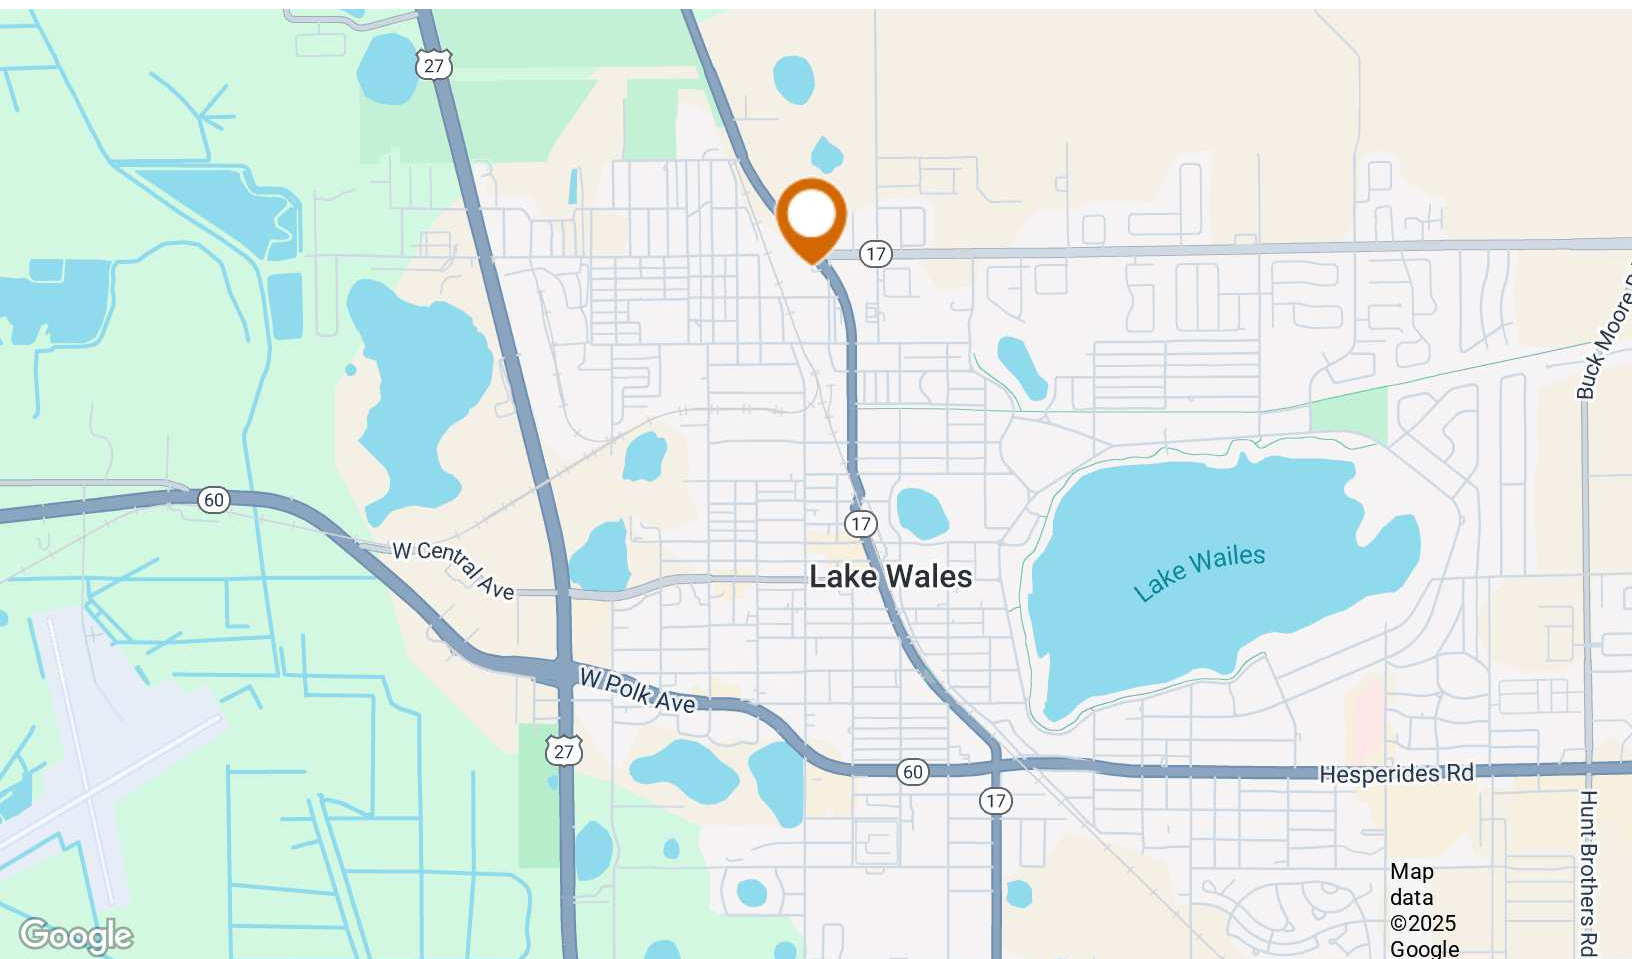 27
17
Buck Moore Rd
60
17
W Central Ave
Lake Wales
Lake Wailes
W Polk Ave
27
60
Hesperides Rd
17
Hunt Brothers Rd
Map
data
©2025
Google
Google